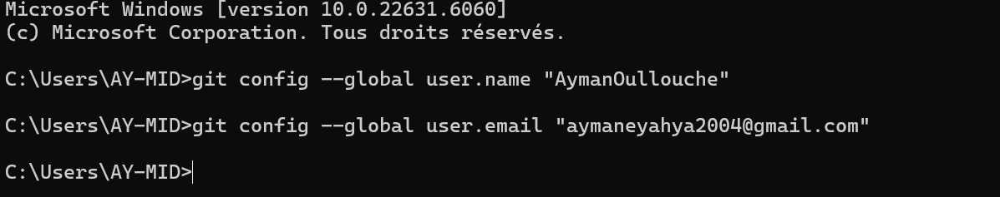 Microsoft Windows [version 10.0.22631.6060]
(c) Microsoft Corporation. Tous droits réservés.
C:\Users\AY-MID>git config --global user.name "AymanOullouche"
C:\Users\AY-MID>git config --global user.email "aymaneyahya2004@gmail.com"
C:\Users\AY-MID>